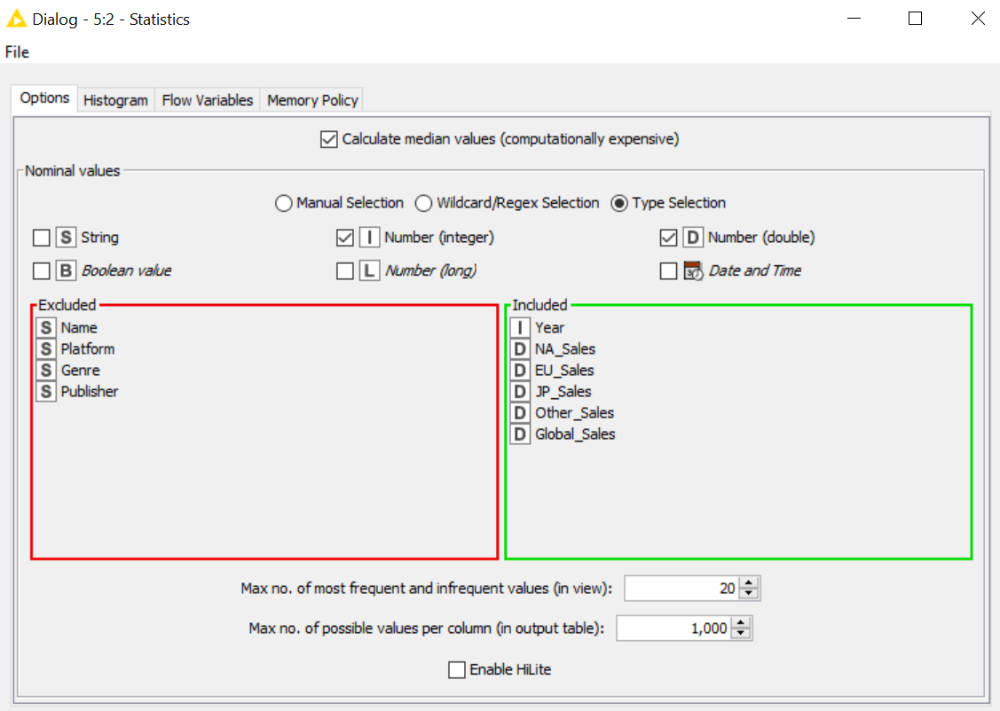 Dialog - 5:2 - Statistics
File
Options Histogram Flow Variables Memory Policy
Calculate median values (computationally expensive)
Nominal values
Manual Selection Wildcard/Regex Selection Type Selection
S String I Number (integer) D Number (double)
B Boolean value L Number (long) Date and Time
Excluded
S Name
S Platform
S Genre
S Publisher
Included
I Year
D NA_Sales
D EU_Sales
D JP_Sales
D Other_Sales
D Global_Sales
Max no. of most frequent and infrequent values (in view): 20
Max no. of possible values per column (in output table): 1,000
Enable HiLite